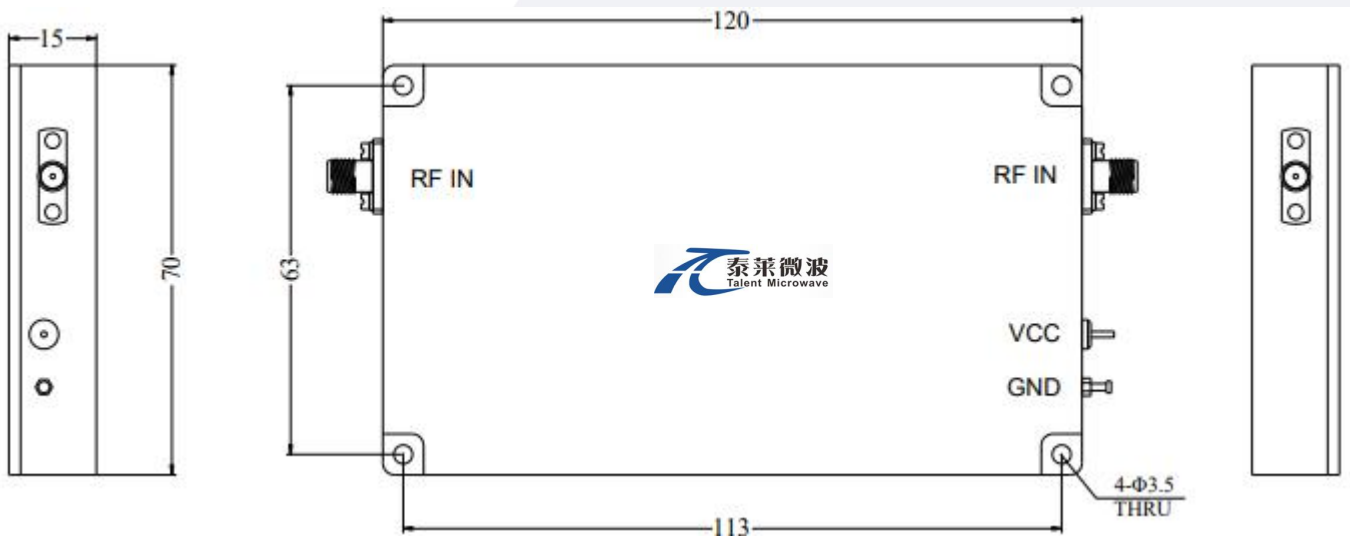 120
15
RF IN
RF IN
70
63
泰莱微波
Talent Microwave
VCC
GND
4-Φ3.5
THRU
113